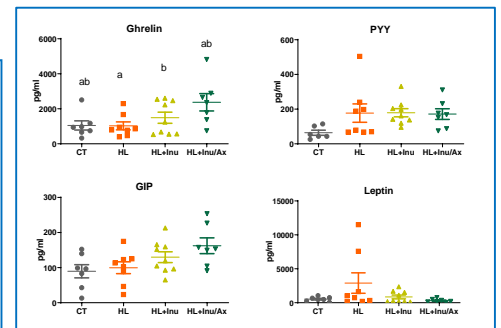 Ghrelin
pg/ml
6000
4000
2000
0
ab
a
b
ab
CT
HL
HL+Inu
HL+Inu/Ax
PYY
pg/ml
600
400
200
0
CT
HL
HL+Inu
HL+Inu/Ax
GIP
pg/ml
300
200
100
0
CT
HL
HL+Inu
HL+Inu/Ax
Leptin
pg/ml
15000
10000
5000
0
CT
HL
HL+Inu
HL+Inu/Ax